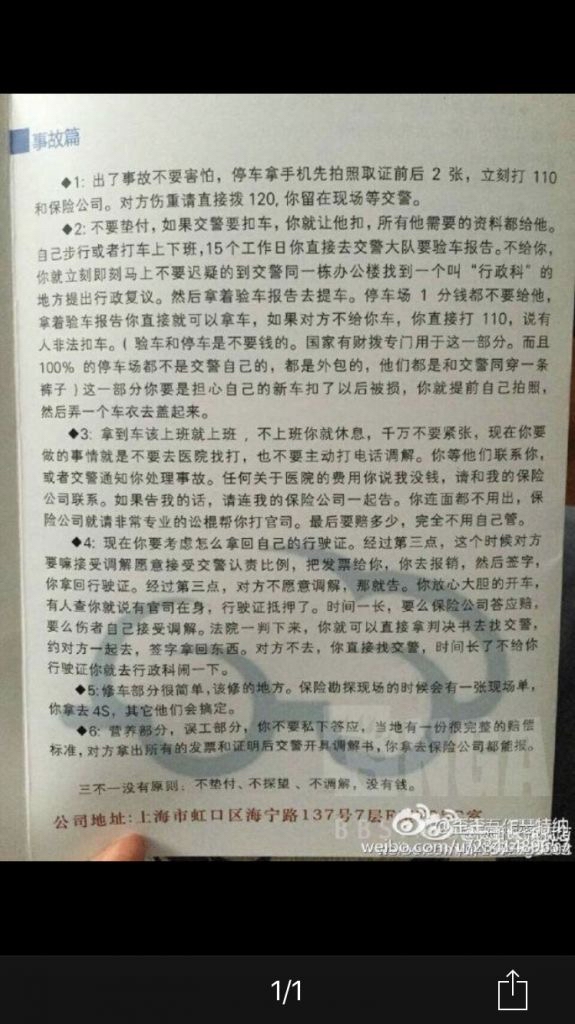 事故篇
◆1: 出了事故不要害怕，停车拿手机先拍照取证前后 2 张，立刻打 110
和保险公司。对方伤重请直接拨 120, 你留在现场等交警。
◆2: 不要垫付，如果交警要扣车，你就让他扣，所有他需要的资料都给他。
自己步行或者打车上下班，15 个工作日你直接去交警大队要验车报告。不给你，
你就立刻即刻马上不要迟疑的到交警同一栋办公楼找到一个叫“行政科”的
地方提出行政复议。然后拿着验车报告去提车。停车场 1 分钱都不要给他，
拿着验车报告你直接就可以拿车，如果对方不给你车，你直接打 110，说有
人非法扣车。( 验车和停车是不要钱的。国家有财拨专门用于这一部分。而且
100% 的停车场都不是交警自己的，都是外包的，他们都是和交警同穿一条
裤子 ) 这一部分你要是担心自己的新车扣了以后被损，你就提前自己拍照，
然后弄一个车衣去盖起来。
◆3: 拿到车该上班就上班 ，不上班你就休息，千万不要紧张，现在你要
做的事情就是不要去医院找打，也不要主动打电话调解。你等他们联系你，
或者交警通知你处理事故。任何关于医院的费用你说我没钱，请和我的保险
公司联系。如果告我的话，请连我的保险公司一起告。你连面都不用出，保
险公司就请非常专业的讼棍帮你打官司。最后要赔多少，完全不用自己管。
◆4: 现在你要考虑怎么拿回自己的行驶证。经过第三点，这个时候对方
要嘛接受调解愿意接受交警认责比例，把发票给你，你去报销，然后签字，
你拿回行驶证。经过第三点，对方不愿意调解，那就告。你放心大胆的开车，
有人查你就说有官司在身，行驶证抵押了。时间一长，要么保险公司答应赔，
要么伤者自己接受调解。法院一判下来，你就可以直接拿判决书去找交警，
约对方一起去，签字拿回东西。对方不去，你直接找交警，时间长了不给你
行驶证你就去行政科闹一下。
◆5: 修车部分很简单, 该修的地方。保险勘探现场的时候会有一张现场单，
你拿去 4S，其它他们会搞定。
◆6: 营养部分，误工部分，你不要私下答应，当地有一份很完整的赔偿
标准，对方拿出所有的发票和证明后交警开具调解书，你拿去保险公司都能报。
三不一没有原则: 不垫付、不探望 、不调解，没有钱。
公司地址: 上海市虹口区海宁路 137号7层
NGA
BBS
weibo.com/u/
1/1